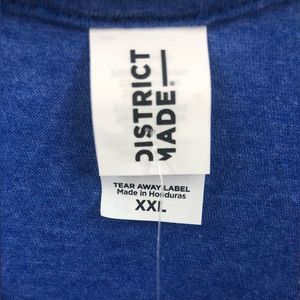 DISTRICT
MADE®
TEAR AWAY LABEL
Made in Honduras
XXL